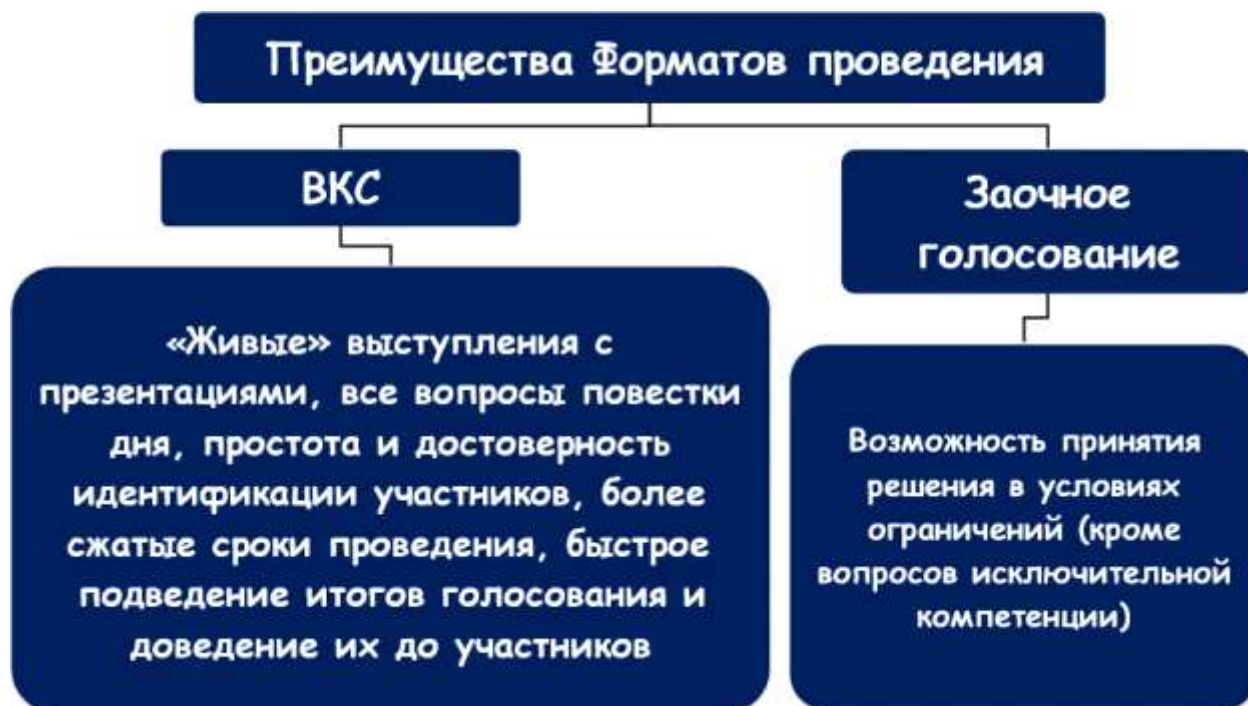 Преимущества Форматов проведения
ВКС
«Живые» выступления с
презентациями, все вопросы повестки
дня, простота и достоверность
идентификации участников, более
сжатые сроки проведения, быстрое
подведение итогов голосования и
доведение их до участников
Заочное
голосование
Возможность принятия
решения в условиях
ограничений (кроме
вопросов исключительной
компетенции)